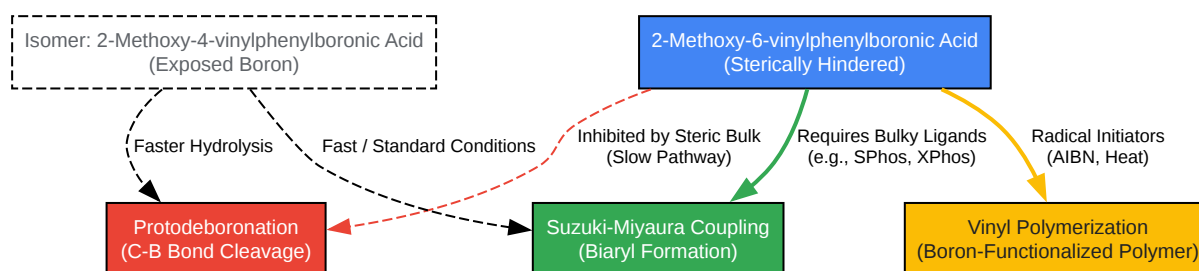 Isomer: 2-Methoxy-4-vinylphenylboronic Acid
(Exposed Boron)
2-Methoxy-6-vinylphenylboronic Acid
(Sterically Hindered)
Faster Hydrolysis
Fast / Standard Conditions
Inhibited by Steric Bulk
(Slow Pathway)
Requires Bulky Ligands
(e.g., SPhos, XPhos)
Radical Initiators
(AIBN, Heat)
Protodeboronation
(C-B Bond Cleavage)
Suzuki-Miyaura Coupling
(Biaryl Formation)
Vinyl Polymerization
(Boron-Functionalized Polymer)